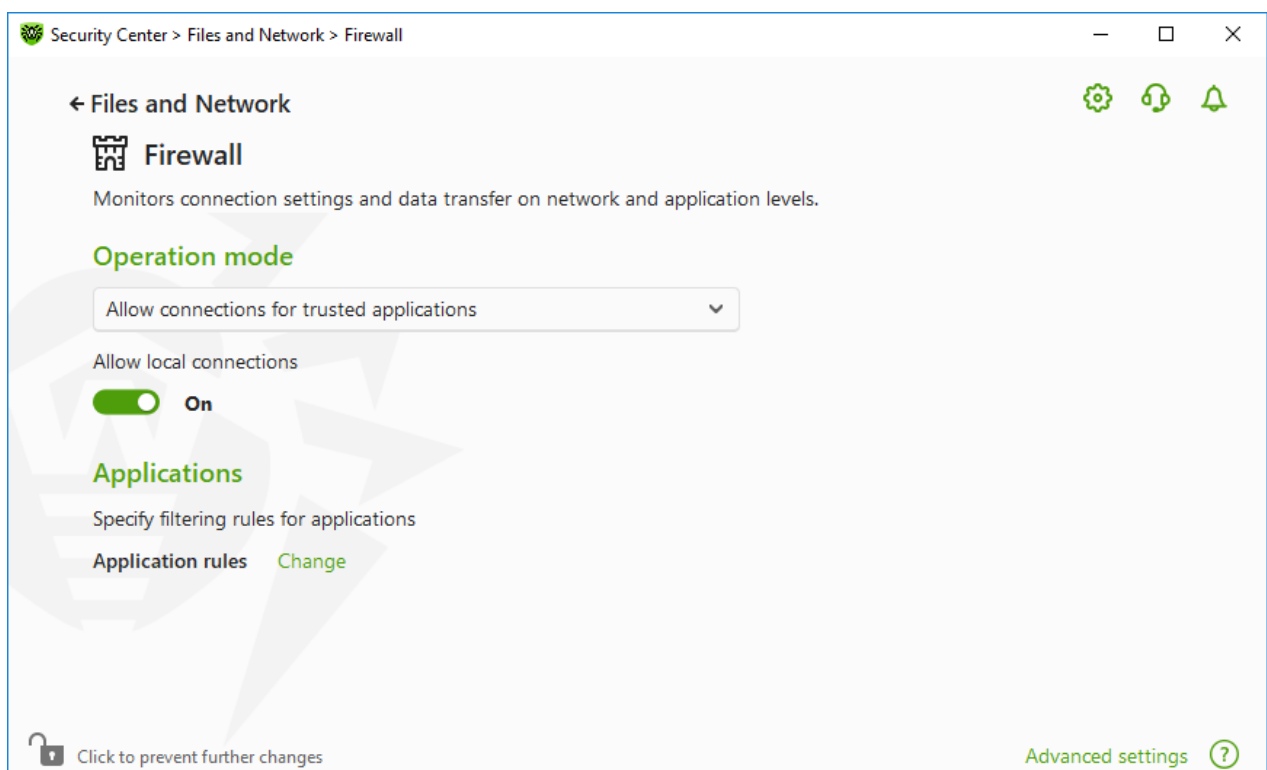 Security Center > Files and Network > Firewall
Files and Network
Firewall
Monitors connection settings and data transfer on network and application levels.
Operation mode
Allow connections for trusted applications
Allow local connections
On
Applications
Specify filtering rules for applications
Application rules Change
Click to prevent further changes
Advanced settings ?